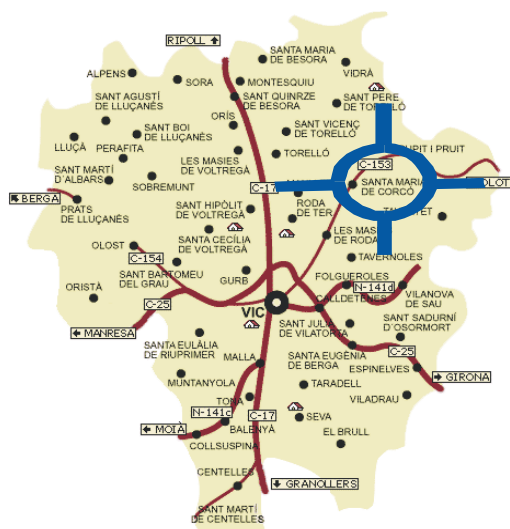 RIPOLL
SANTA MARIA
DE BESORA
VIDRÀ
ALPENS
SORA
MONTESQUIU
SANT QUINRZE
DE BESORA
SANT PERE
DE TORELLÓ
SANT AGUSTÍ
DE LLUÇANÈS
ORÍS
SANT VICENÇ
DE TORELLÓ
LLUÇÀ
SANT BOI
DE LLUÇANÈS
PERAFITA
LES MASIES
DE VOLTREGÀ
TORELLÓ
I PRUIT
C-153
SANT MARTÍ
D'ALBARS
SOBREMUNT
C-17
SANTA MARIA
DE CORCÓ
OLOT
BERGA
PRATS
DE LLUÇANÈS
SANT HIPÒLIT
DE VOLTREGÀ
RODA
DE TER
OLOST
SANTA CECÍLIA
DE VOLTREGÀ
LES MAS
DE RODA
C-154
TAVERNOLES
SANT BARTOMEU
DEL GRAU
GURB
FOLGUEROLES
ORISTÀ
C-25
N-141d
VILANOVA
DE SAU
VIC
CALLDETENES
MANRESA
SANT JULIÀ
DE VILATORTA
SANT SADURNÍ
D'OSORMORT
SANTA EULÀLIA
DE RIUPRIMER
MALLA
SANTA EUGÈNIA
DE BERGA
C-25
ESPINELVES
GIRONA
MUNTANYOLA
TARADELL
TONA
VILADRAU
N-141c
C-17
SEVA
MOIÀ
BALENYÀ
COLLSUSPINA
EL BRULL
CENTELLES
GRANOLLERS
SANT MARTÍ
DE CENTELLES